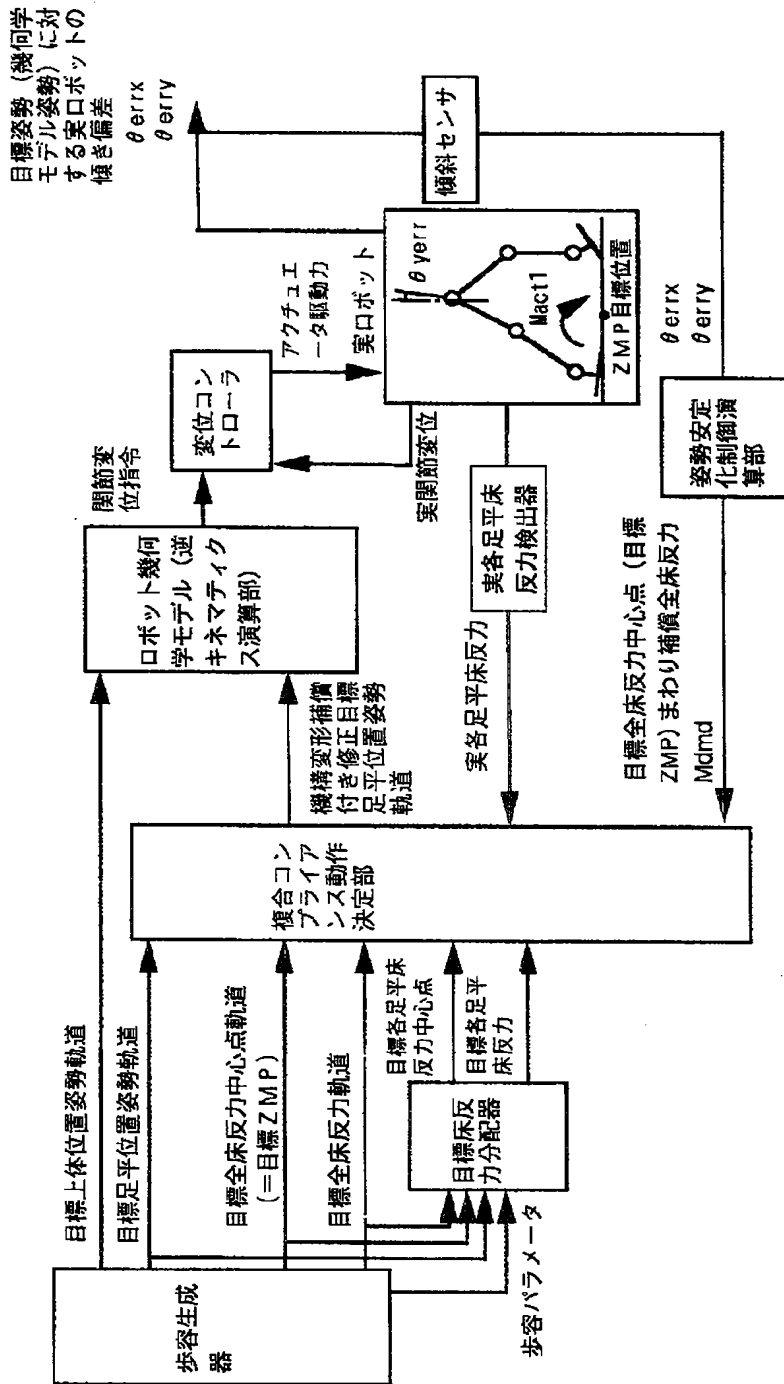 歩容生成
器
目標上体位置姿勢軌道
目標足平位置姿勢軌道
目標全床反力中心点軌道
(=目標ZMP)
目標全床反力軌道
歩容パラメータ
目標床反
力分配器
目標各足平床
反力中心点
目標各足平
床反力
複合コン
プライア
ンス動作
決定部
機構変形補償
付き修正目標
足平位置姿勢
軌道
ロボット幾何
学モデル (逆
キネマティク
ス演算部)
関節変
位指令
変位コン
トローラ
アクチュエ
ータ駆動力
実関節変位
実ロボット
θ yerr
Mact1
ZMP目標位置
実各足平床
反力検出器
実各足平床反力
傾斜センサ
目標姿勢 (幾何学
モデル姿勢) に対
する実ロボットの
傾き偏差
θ errx
θ erry
θ errx
θ erry
姿勢安定
化制御演
算部
目標全床反力中心点 (目標
ZMP) まわり補償全床反力
Mdmd